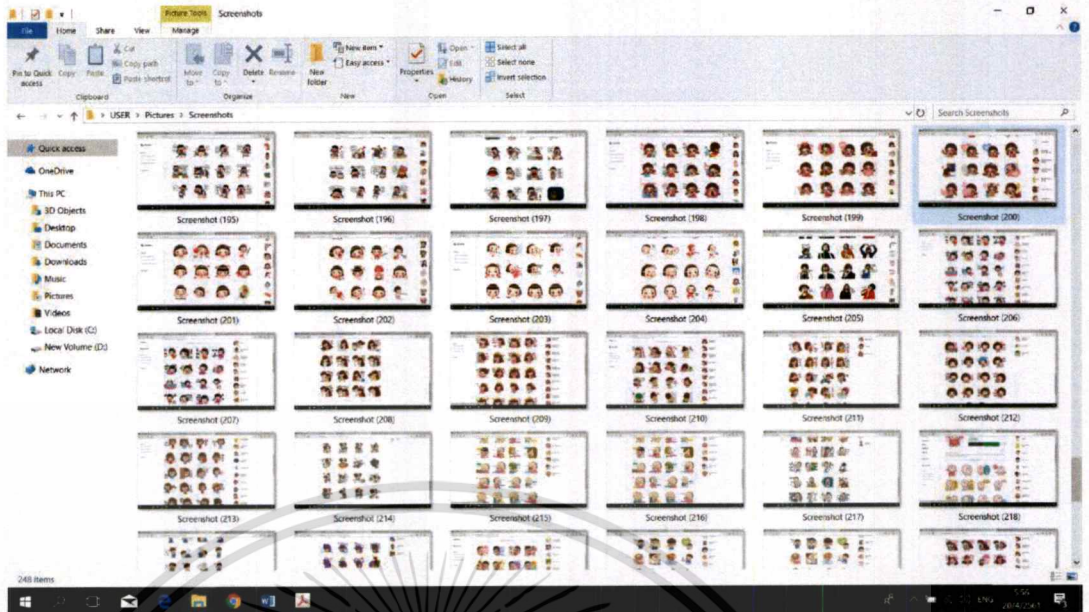 Picture Tools Screenshots
File Home Share View Manage
Pin to Quick access
Copy
Paste
Cut
Copy path
Paste shortcut
Move to
Copy to
Delete
Rename
New folder
New item
Easy access
Properties
Open
Edit
History
Select all
Select none
Invert selection
Clipboard Organize New Open Select
USER > Pictures > Screenshots
Search Screenshots
Quick access
OneDrive
This PC
3D Objects
Desktop
Documents
Downloads
Music
Pictures
Videos
Local Disk (C:)
New Volume (D:)
Network
Screenshot (195) Screenshot (196) Screenshot (197) Screenshot (198) Screenshot (199) Screenshot (200)
Screenshot (201) Screenshot (202) Screenshot (203) Screenshot (204) Screenshot (205) Screenshot (206)
Screenshot (207) Screenshot (208) Screenshot (209) Screenshot (210) Screenshot (211) Screenshot (212)
Screenshot (213) Screenshot (214) Screenshot (215) Screenshot (216) Screenshot (217) Screenshot (218)
248 items
ENG